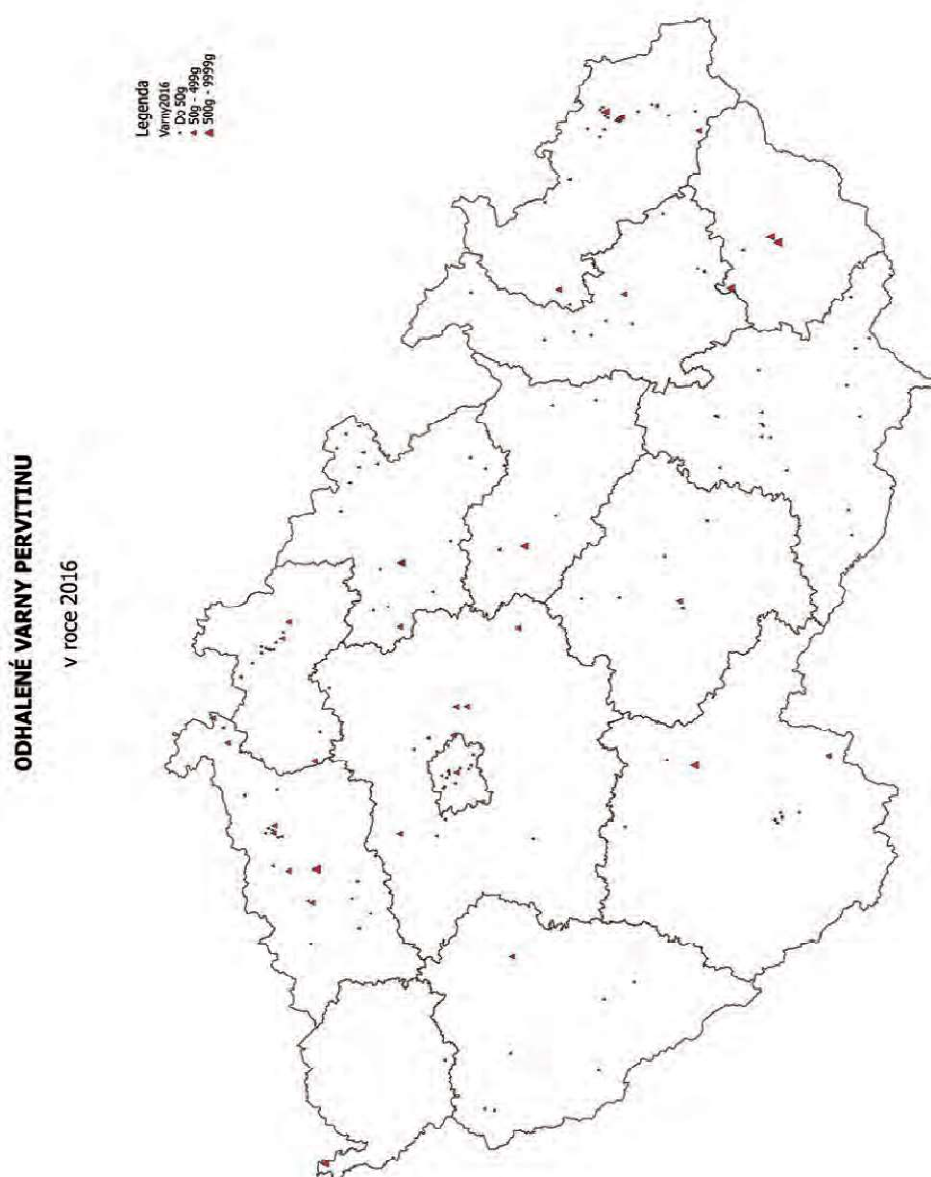 ODHALENÉ VARNY PERVITINU
v roce 2016
Legenda
Varny2016
Do 50g
50g - 499g
500g - 9999g